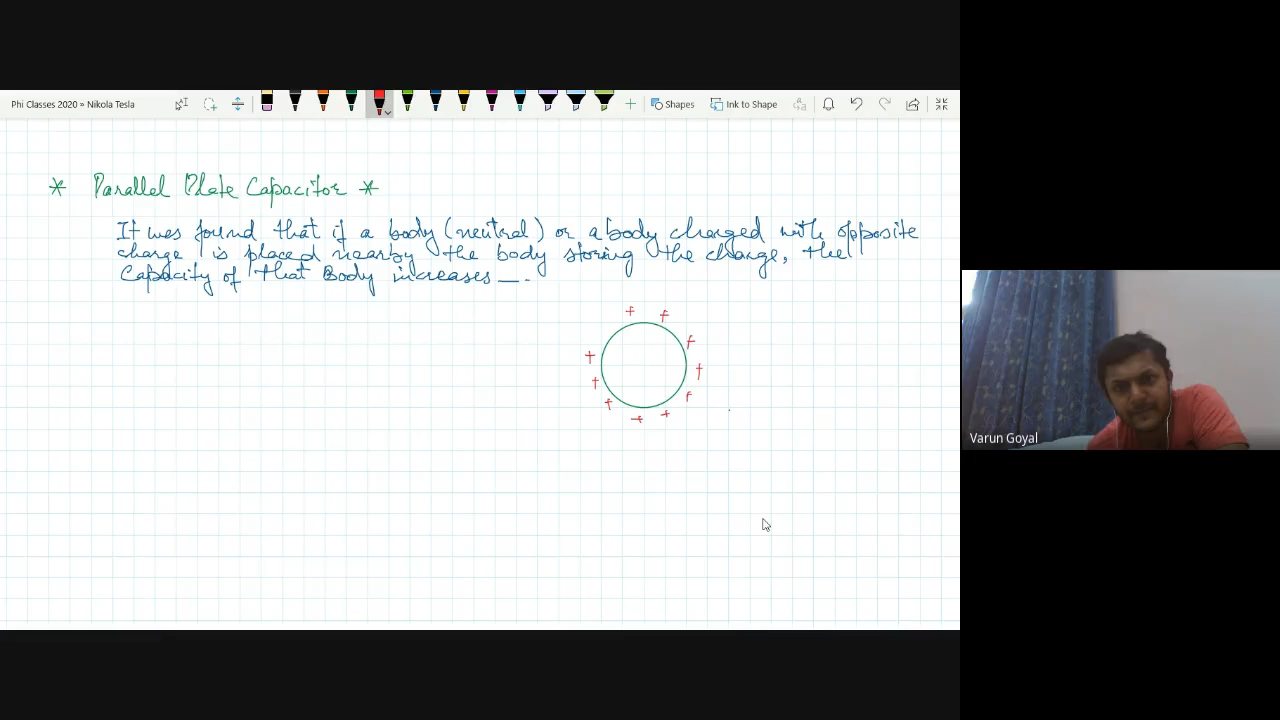 Phi Classes 2020 » Nikola Tesla
Shapes
Ink to Shape
* Parallel Plate Capacitor *
It was found that if a body (neutral) or a body charged with opposite
charge is placed nearby the body storing the charge, the
Capacity of that Body increases _ .
+ +
+ +
+ +
+ +
+ +
Varun Goyal